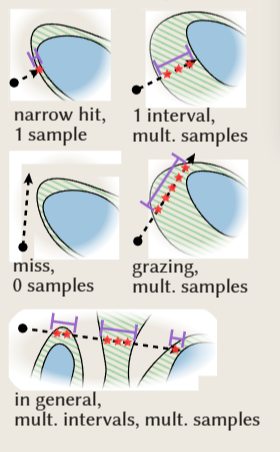 narrow hit,
1 sample
1 interval,
mult. samples
miss,
0 samples
grazing,
mult. samples
in general,
mult. intervals, mult. samples